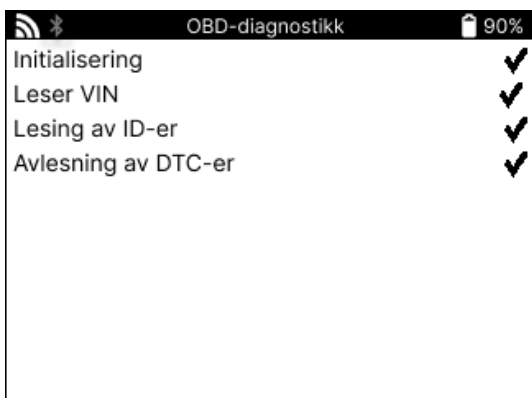 OBD-diagnostikk 90%
Initialisering
Leser VIN
Lesing av ID-er
Avlesning av DTC-er